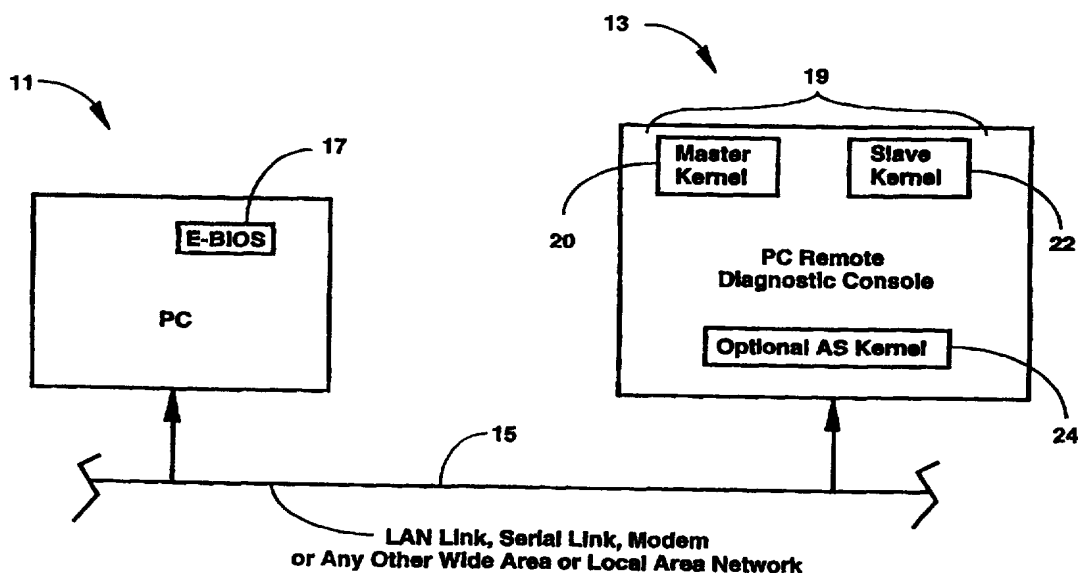 13
11
19
17
Master
Kernel
Slave
Kernel
E-BIOS
20
22
PC Remote
Diagnostic Console
PC
Optional AS Kernel
15
24
LAN Link, Serial Link, Modem
or Any Other Wide Area or Local Area Network